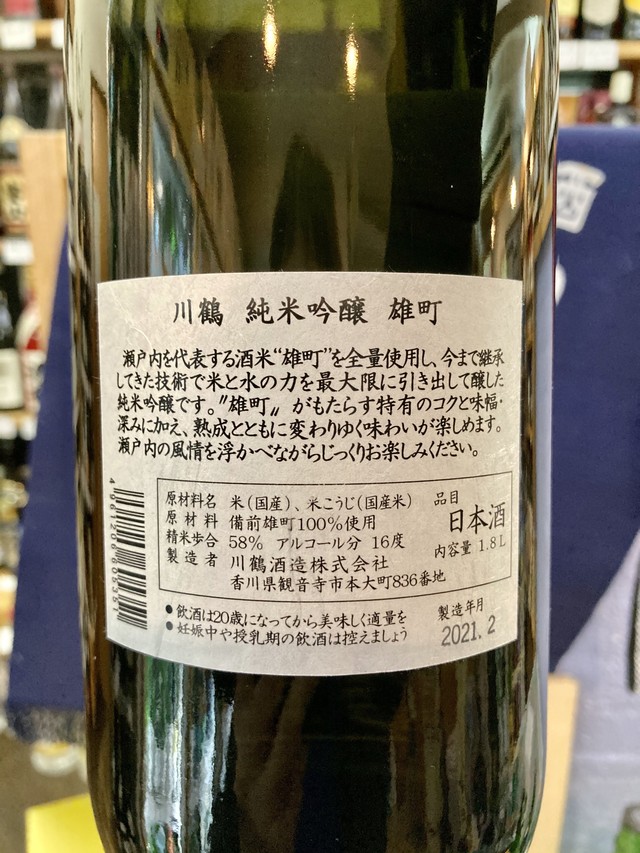 川鶴 純米吟醸 雄町
瀬戸内を代表する酒米“雄町”を全量使用し、今まで継承
してきた技術で米と水の力を最大限に引き出して醸した
純米吟醸です。〝雄町〟がもたらす特有のコクと味幅・
深みに加え、熟成とともに変わりゆく味わいが楽しめます。
瀬戸内の風情を浮かべながらじっくりお楽しみください。
原材料名 米(国産)、米こうじ(国産米)
原料 備前雄町100%使用
精米歩合 58% アルコール分 16度
製造者 川鶴酒造株式会社
香川県観音寺市本大町836番地
品目
日本酒
内容量 1.8L
●飲酒は20歳になってから美味しく適量を
●妊娠中や授乳期の飲酒は控えましょう
製造年月
2021.2